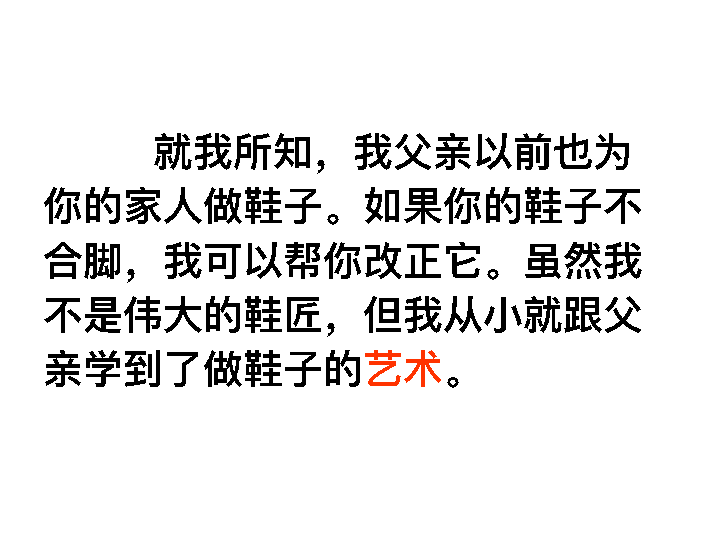 就我所知，我父亲以前也为
你的家人做鞋子。如果你的鞋子不
合脚，我可以帮你改正它。虽然我
不是伟大的鞋匠，但我从小就跟父
亲学到了做鞋子的艺术。